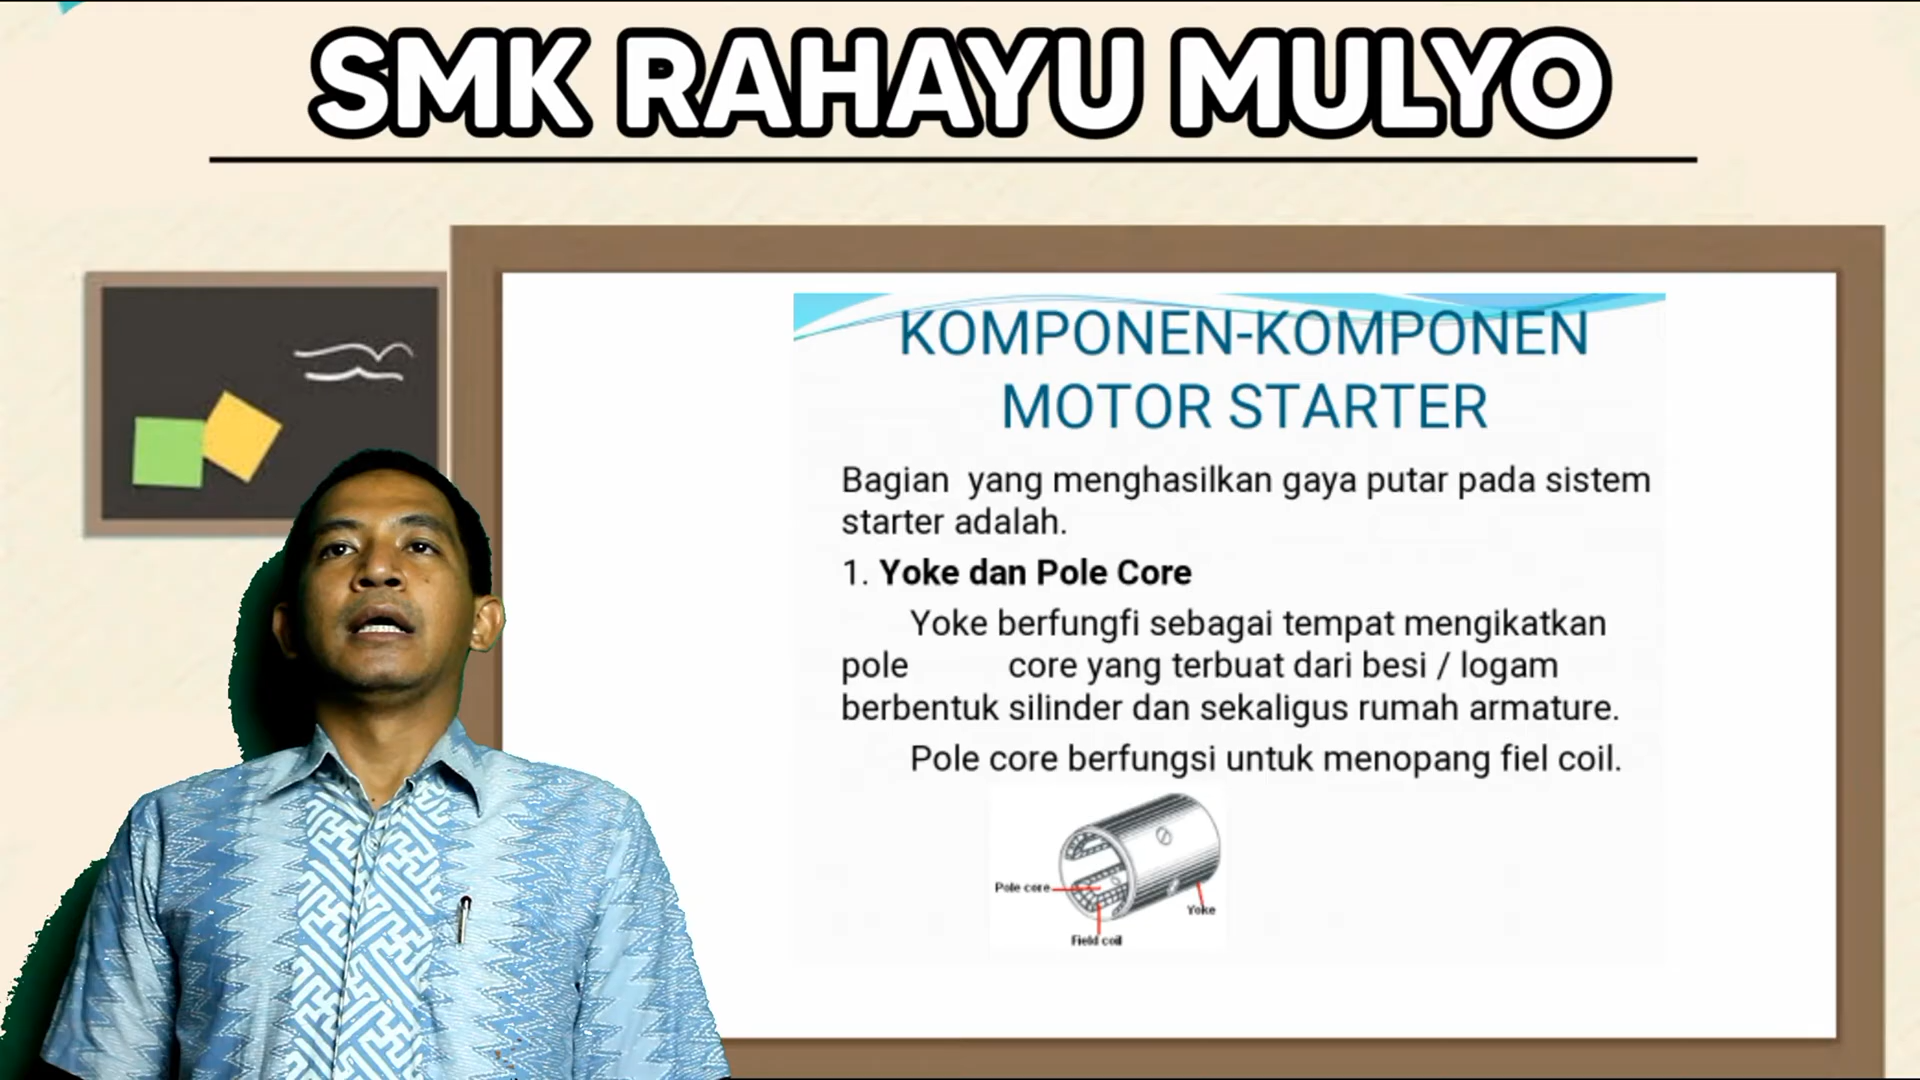 SMK RAHAYU MULYO
KOMPONEN-KOMPONEN
MOTOR STARTER
Bagian yang menghasilkan gaya putar pada sistem
starter adalah.
1. Yoke dan Pole Core
Yoke berfungfi sebagai tempat mengikatkan
pole core yang terbuat dari besi / logam
berbentuk silinder dan sekaligus rumah armature.
Pole core berfungsi untuk menopang fiel coil.
Pole core
Yoke
Field coil